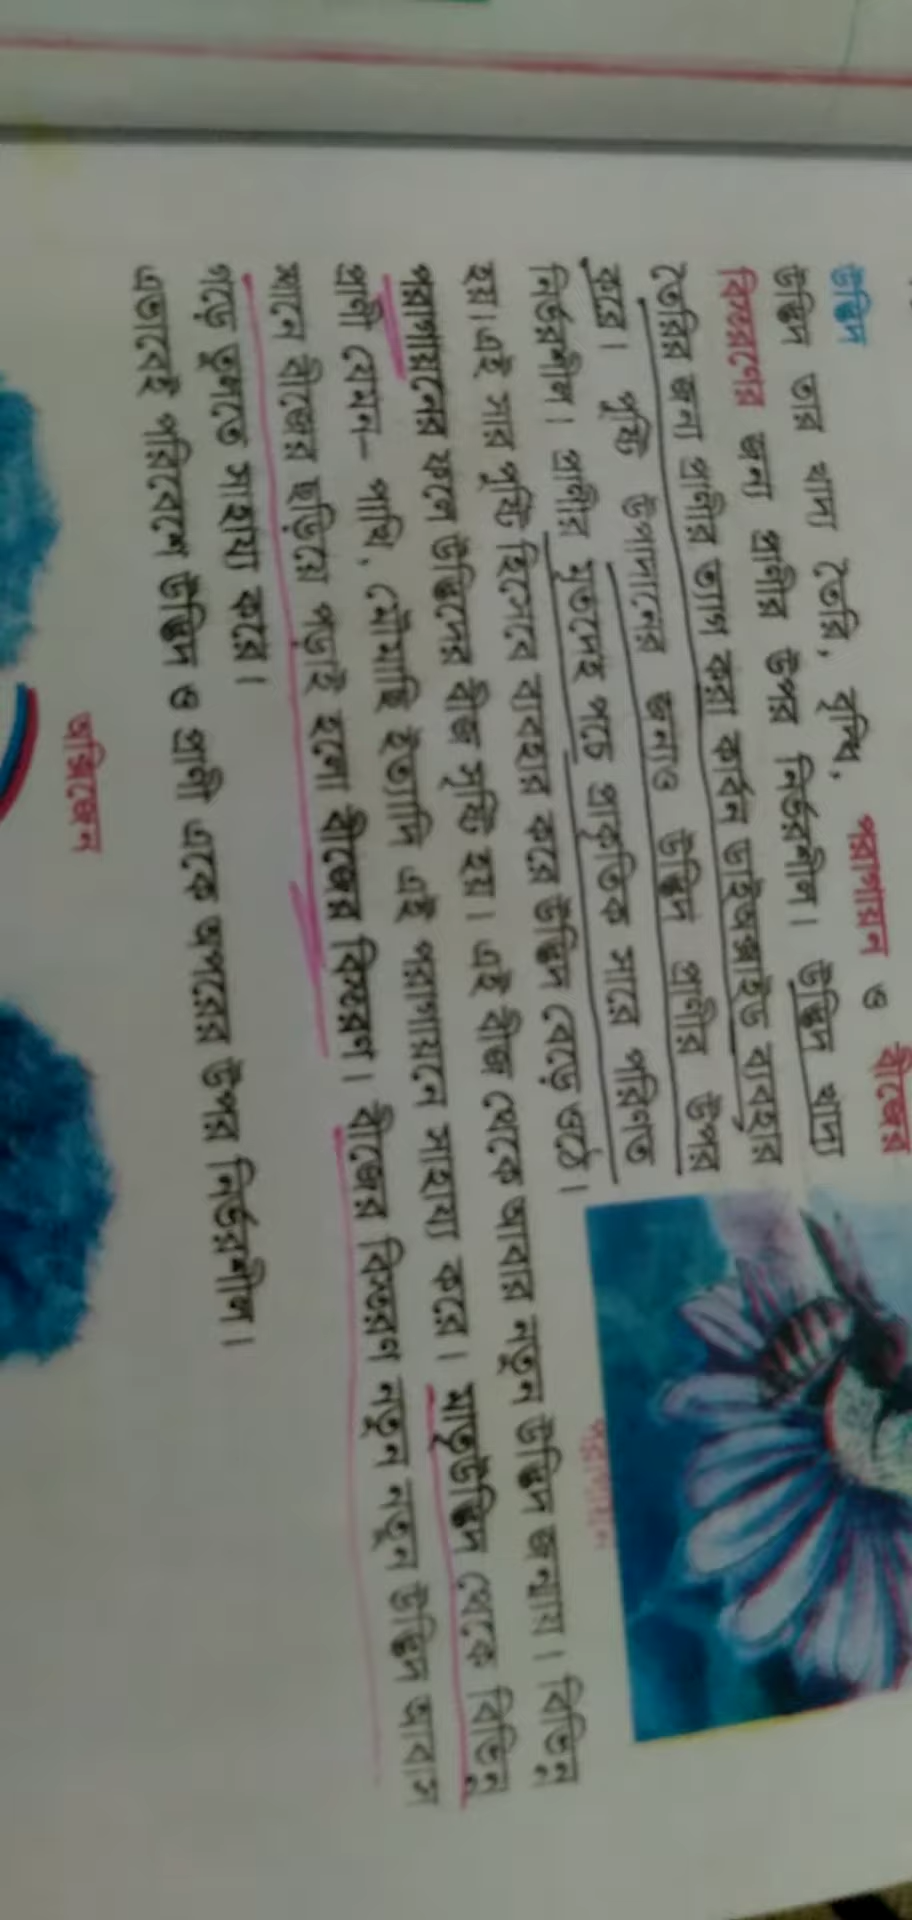 উদ্ভিদ
উদ্ভিদ তার খাদ্য তৈরি, বৃদ্ধি, পরাগায়ন ও বীজের
বিস্তরণের জন্য প্রাণীর উপর নির্ভরশীল। উদ্ভিদ খাদ্য
তৈরির জন্য প্রাণীর ত্যাগ করা কার্বন ডাইঅক্সাইড ব্যবহার
করে। পুষ্টি উপাদানের জন্যও উদ্ভিদ প্রাণীর উপর
নির্ভরশীল। প্রাণীর মৃতদেহ পচে প্রাকৃতিক সারে পরিণত
হয়।এই সার পুষ্টি হিসেবে ব্যবহার করে উদ্ভিদ বেড়ে ওঠে।
পরাগায়নের ফলে উদ্ভিদের বীজ সৃষ্টি হয়। এই বীজ থেকে আবার নতুন উদ্ভিদ জন্মায়। বিভিন্ন
প্রাণী যেমন– পাখি, মৌমাছি ইত্যাদি এই পরাগায়নে সাহায্য করে। মাতৃউদ্ভিদ থেকে বিভিন্ন
স্থানে বীজের ছড়িয়ে পড়াই হলো বীজের বিস্তরণ। বীজের বিস্তরণ নতুন নতুন উদ্ভিদ আবাস
গড়ে তুলতে সাহায্য করে।
এভাবেই পরিবেশে উদ্ভিদ ও প্রাণী একে অপরের উপর নির্ভরশীল।
পরাগায়ন
অক্সিজেন